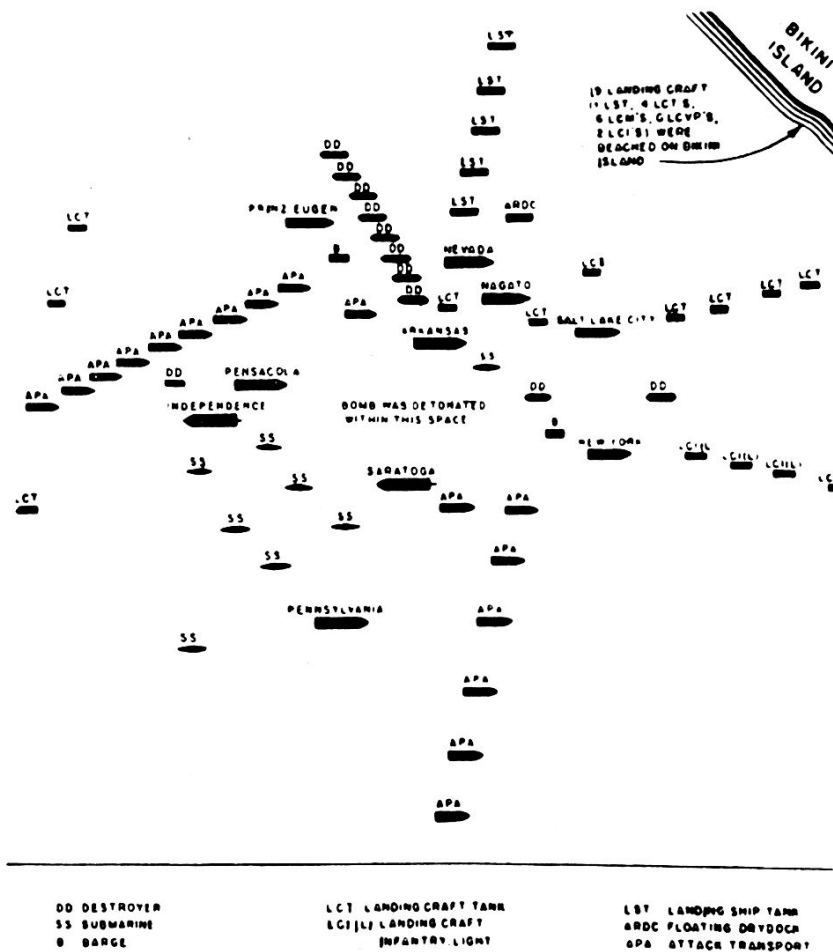 LST
BIKINI
ISLAND
LST
19 LANDING CRAFT
(1 LST, 4 LCT'S,
6 LCM'S, 6 LCVP'S,
2 LCI'S) WERE
BEACHED ON BIKINI
ISLAND
LST
DD
DD
LST
DD
PRINZ EUGEN
DD
LST
ARDC
LCT
DD
B
DD
NEVADA
DD
LCT
APA
DD
NAGATO
LCT
LCT
APA
APA
LCT
LCT
LCT
APA
APA
ARKANSAS
LCT
SALT LAKE CITY
APA
APA
SS
APA
DD
PENSACOLA
DD
DD
APA
APA
INDEPENDENCE
BOMB WAS DETONATED
WITHIN THIS SPACE
B
NEW YORK
SS
LCI(L)
LCI(L)
LCI(L)
SS
SARATOGA
SS
LCT
APA
APA
SS
SS
SS
APA
PENNSYLVANIA
APA
SS
APA
APA
APA
DD DESTROYER
SS SUBMARINE
B BARGE
LCT LANDING CRAFT TANK
LCI(L) LANDING CRAFT
INFANTRY, LIGHT
LST LANDING SHIP TANK
ARDC FLOATING DRYDOCK
APA ATTACK TRANSPORT